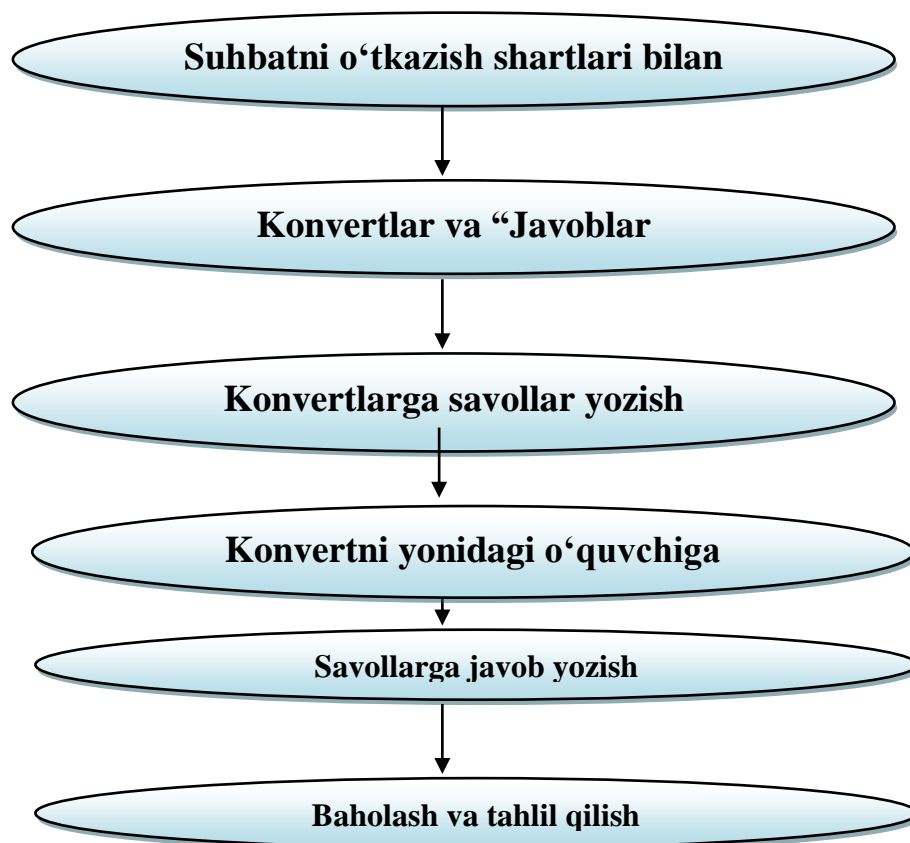 Suhbatni o‘tkazish shartlari bilan
Konvertlar va “Javoblar
Konvertlarga savollar yozish
Konvertni yonidagi o‘quvchiga
Savollarga javob yozish
Baholash va tahlil qilish